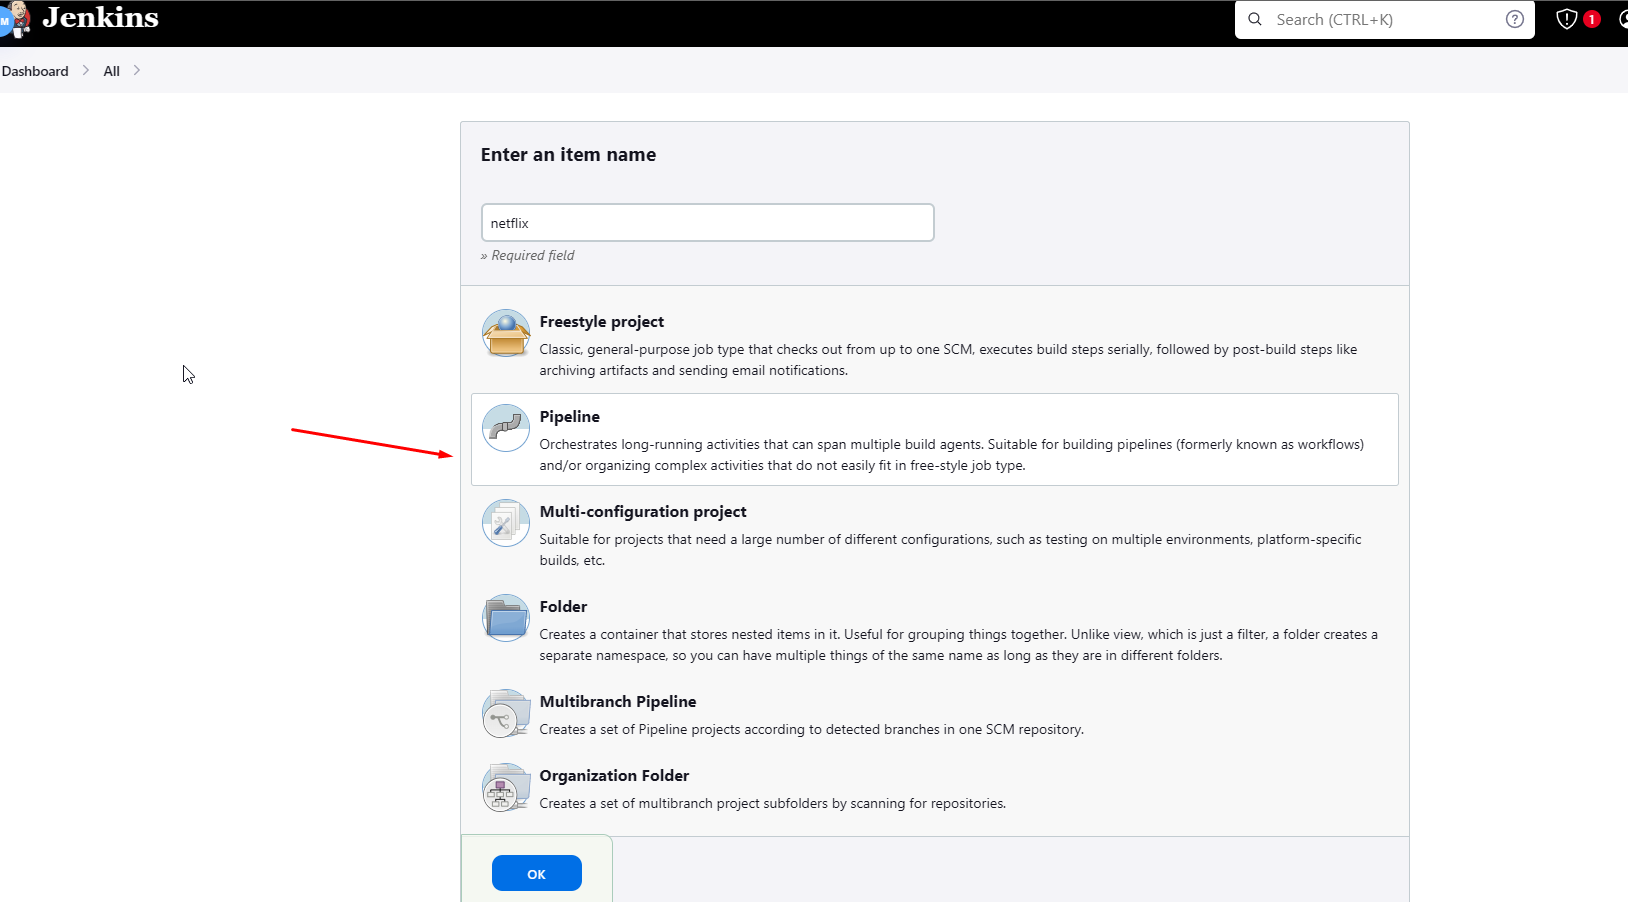 M
Jenkins
Search (CTRL+K)
?
! 1
Dashboard > All >
Enter an item name
netflix
» Required field
Freestyle project
Classic, general-purpose job type that checks out from up to one SCM, executes build steps serially, followed by post-build steps like
archiving artifacts and sending email notifications.
Pipeline
Orchestrates long-running activities that can span multiple build agents. Suitable for building pipelines (formerly known as workflows)
and/or organizing complex activities that do not easily fit in free-style job type.
Multi-configuration project
Suitable for projects that need a large number of different configurations, such as testing on multiple environments, platform-specific
builds, etc.
Folder
Creates a container that stores nested items in it. Useful for grouping things together. Unlike view, which is just a filter, a folder creates a
separate namespace, so you can have multiple things of the same name as long as they are in different folders.
Multibranch Pipeline
Creates a set of Pipeline projects according to detected branches in one SCM repository.
Organization Folder
Creates a set of multibranch project subfolders by scanning for repositories.
OK